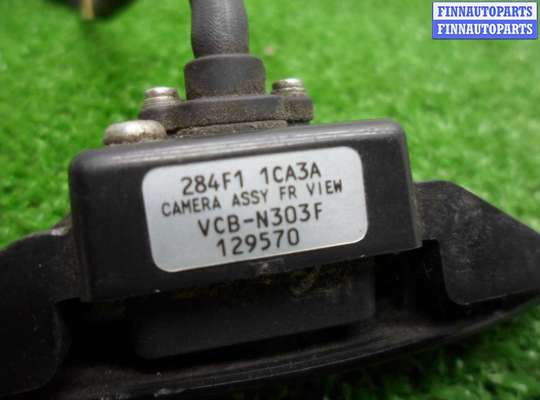 FINNAUTOPARTS
FINNAUTOPARTS
284F1 1CA3A
CAMERA ASSY FR VIEW
VCB-N303F
129570